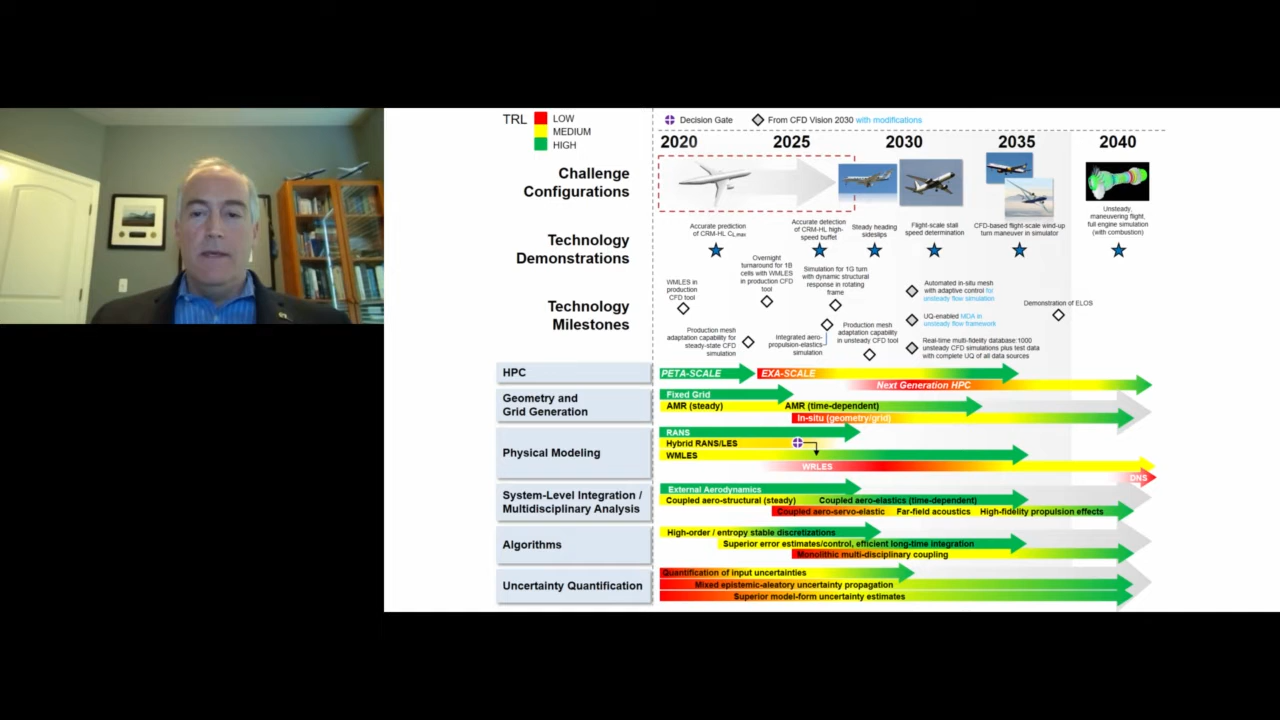 TRL
LOW
MEDIUM
HIGH
Decision Gate
From CFD Vision 2030 with modifications
2020
2025
2030
2035
2040
Challenge
Configurations
Technology
Demonstrations
Accurate prediction
of CRM-HL CL,max
Accurate detection
of CRM-HL high-
speed buffet
Steady heading
sideslips
Flight-scale stall
speed determination
CFD-based flight-scale wind-up
turn maneuver in simulator
Unsteady,
maneuvering flight,
full engine simulation
(with combustion)
Technology
Milestones
WMLES in
production
CFD tool
Overnight
turnaround for 1B
cells with WMLES
in production CFD
tool
Simulation for 1G turn
with dynamic structural
response in rotating
frame
Automated in-situ mesh
with adaptive control for
unsteady flow simulation
Demonstration of ELOS
Production mesh
adaptation capability for
steady-state CFD
simulation
Integrated aero-
propulsion-elastics
simulation
Production mesh
adaptation capability
in unsteady CFD tool
UQ-enabled MDA in
unsteady flow framework
Real-time multi-fidelity database:1000
unsteady CFD simulations plus test data
with complete UQ of all data sources
HPC
PETA-SCALE
EXA-SCALE
Next Generation HPC
Geometry and
Grid Generation
Fixed Grid
AMR (steady)
AMR (time-dependent)
In-situ (geometry/grid)
Physical Modeling
RANS
Hybrid RANS/LES
WMLES
WRLES
DNS
System-Level Integration /
Multidisciplinary Analysis
External Aerodynamics
Coupled aero-structural (steady)
Coupled aero-elastics (time-dependent)
Coupled aero-servo-elastic
Far-field acoustics
High-fidelity propulsion effects
Algorithms
High-order / entropy stable discretizations
Superior error estimates/control, efficient long-time integration
Monolithic multi-disciplinary coupling
Uncertainty Quantification
Quantification of input uncertainties
Mixed epistemic-aleatory uncertainty propagation
Superior model-form uncertainty estimates